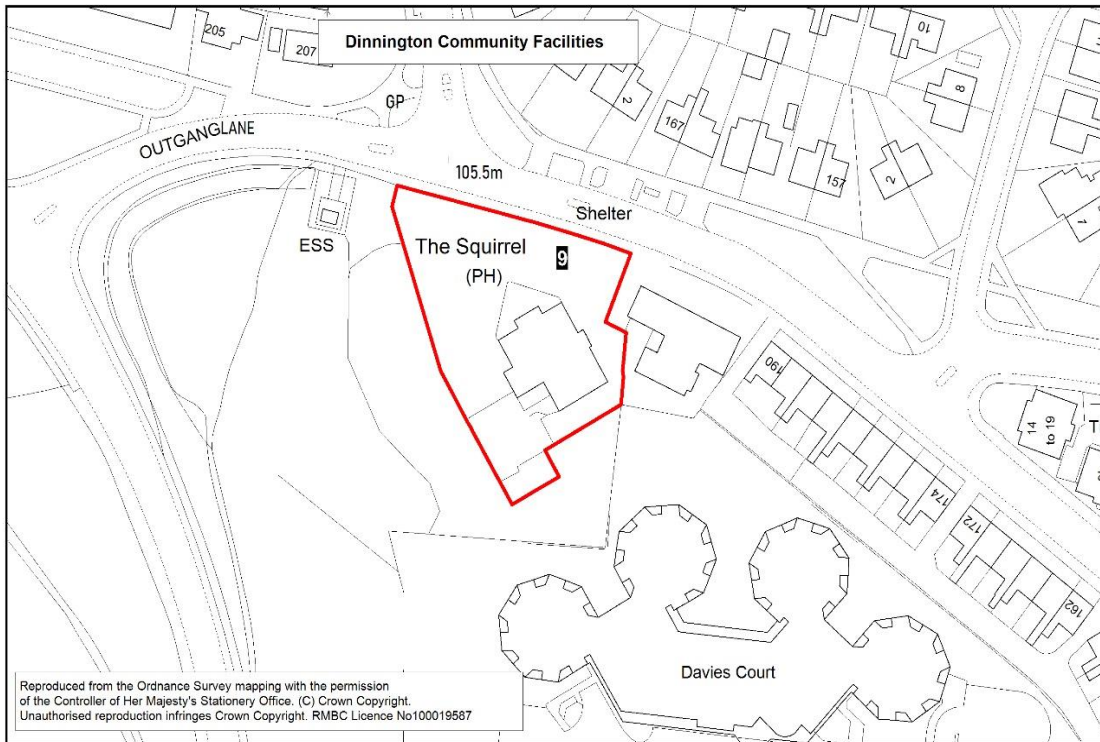 Dinnington Community Facilities
205
207
GP
2
167
157
2
10
8
1
OUTGANGLANE
105.5m
Shelter
ESS
The Squirrel
(PH)
9
190
174
172
162
14
to 19
Davies Court
Reproduced from the Ordnance Survey mapping with the permission
of the Controller of Her Majesty's Stationery Office. (C) Crown Copyright.
Unauthorised reproduction infringes Crown Copyright. RMBC Licence No100019587